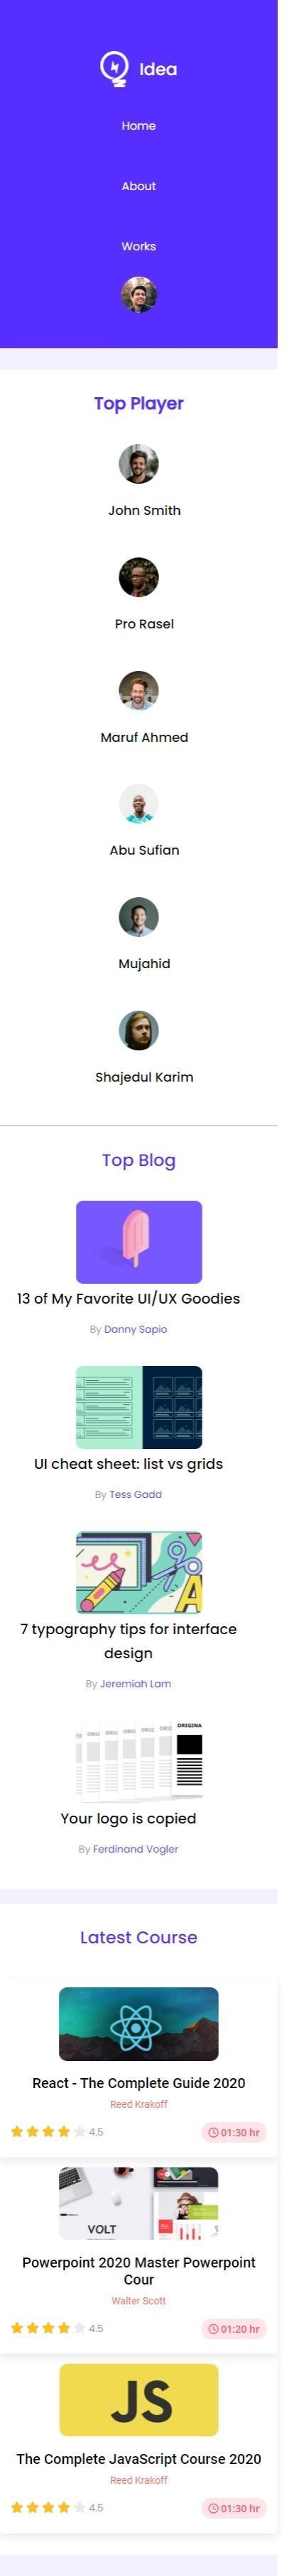 Idea
Home
About
Works
Top Player
John Smith
Pro Rasel
Maruf Ahmed
Abu Sufian
Mujahid
Shajedul Karim
Top Blog
13 of My Favorite UI/UX Goodies
By Danny Sapio
UI cheat sheet: list vs grids
By Tess Gadd
7 typography tips for interface
design
By Jeremiah Lam
ORIGINA
Your logo is copied
By Ferdinand Vogler
Latest Course
React - The Complete Guide 2020
Reed Krakoff
4.5
01:30 hr
VOLT
Powerpoint 2020 Master Powerpoint
Cour
Walter Scott
4.5
01:20 hr
JS
The Complete JavaScript Course 2020
Reed Krakoff
4.5
01:30 hr